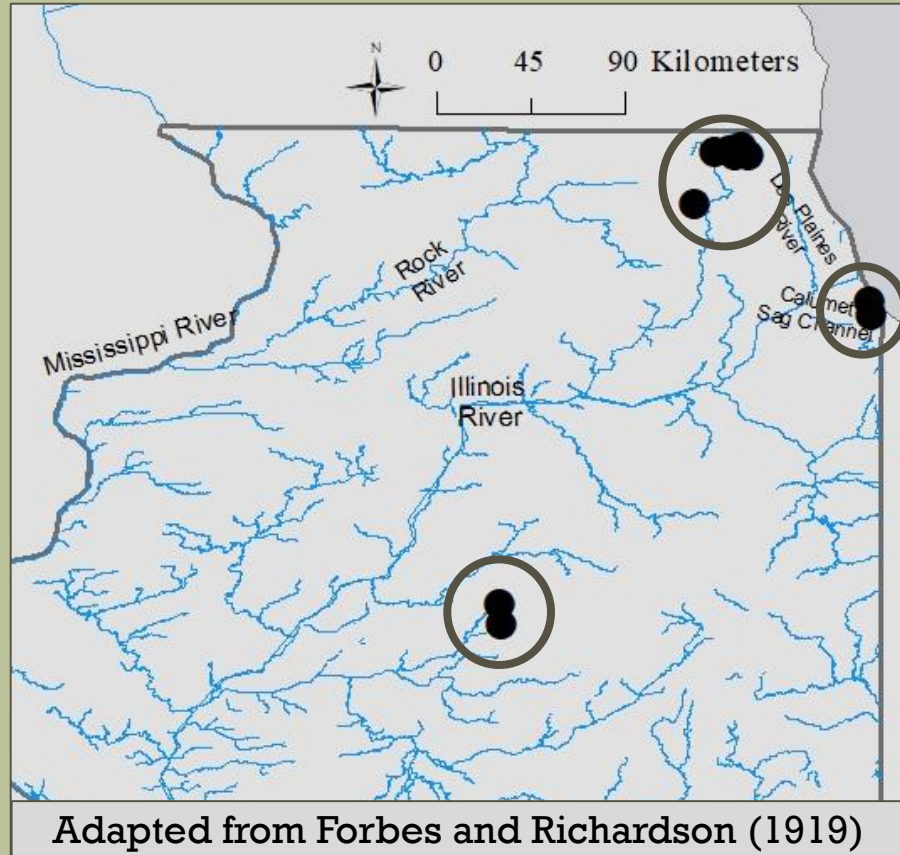 N
0 45 90 Kilometers
Des Plaines
River
Rock
River
Calumet
Sag Channel
Mississippi River
Illinois
River
Adapted from Forbes and Richardson (1919)